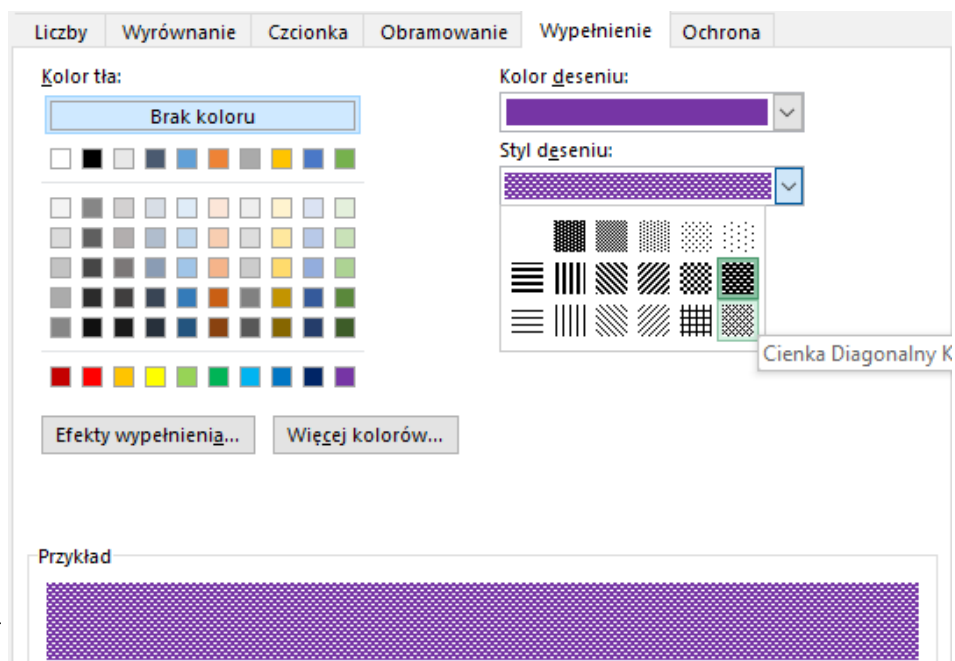 Liczby Wyrównanie Czcionka Obramowanie Wypełnienie Ochrona
Kolor tła:
Brak koloru
Kolor deseniu:
Styl deseniu:
Cienka Diagonalny K
Efekty wypełnienia... Więcej kolorów...
Przykład